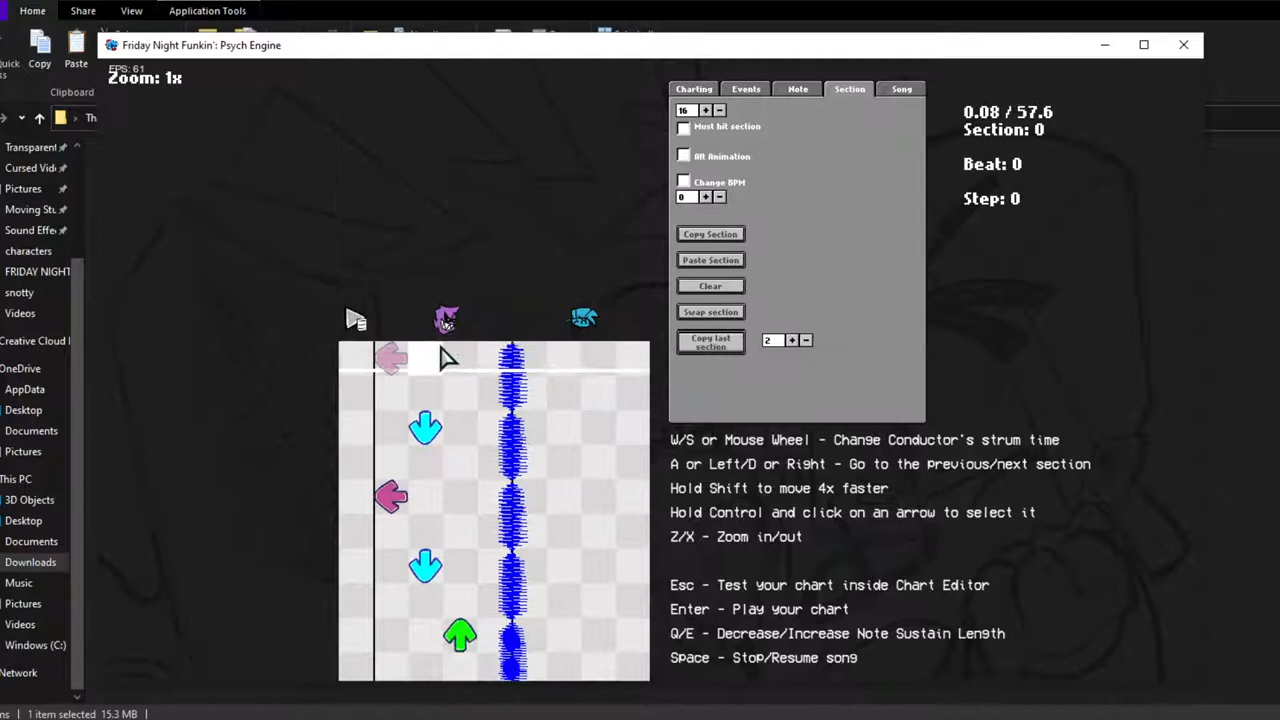 Home Share View Application Tools
Friday Night Funkin': Psych Engine
Copy Paste
Clipboard
Transparent
Cursed Vide
Pictures
Moving Stu
Sound Effe
characters
FRIDAY NIGHT
snotty
Videos
Creative Cloud
OneDrive
AppData
Desktop
Documents
Pictures
This PC
3D Objects
Desktop
Documents
Downloads
Music
Pictures
Videos
Windows (C:)
Network
1 item selected 15.3 MB
FPS: 61
Zoom: 1x
Charting Events Note Section Song
16 + -
Must hit section
Alt Animation
Change BPM
0 + -
Copy Section
Paste Section
Clear
Swap section
Copy last section
2 + -
0.08 / 57.6
Section: 0
Beat: 0
Step: 0
W/S or Mouse Wheel - Change Conductor's strum time
A or Left/D or Right - Go to the previous/next section
Hold Shift to move 4x faster
Hold Control and click on an arrow to select it
Z/X - Zoom in/out
Esc - Test your chart inside Chart Editor
Enter - Play your chart
Q/E - Decrease/Increase Note Sustain Length
Space - Stop/Resume song